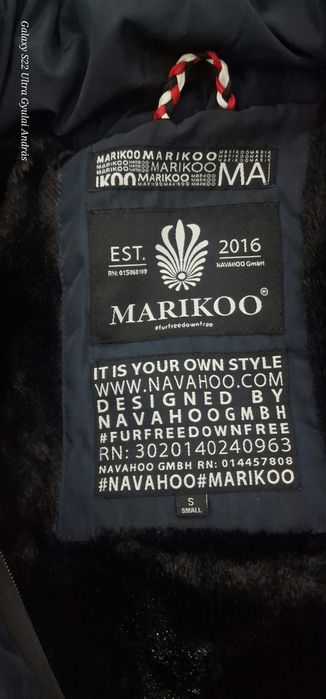 Galaxy S22 Ultra Gyulai András
MARIKOO MARIKOO MARIKOO
MARIKOO
IKOO
MA
EST. 2016
RN: 015068189 NAVAHOO GmbH
MARIKOO®
#furfreedownfree
IT IS YOUR OWN STYLE
WWW.NAVAHOO.COM
DESIGNED BY
NAVAHOOGMBH
#FURFREEDOWNFREE
RN: 3020140240963
NAVAHOO GMBH RN: 014457808
#NAVAHOO#MARIKOO
S
SMALL